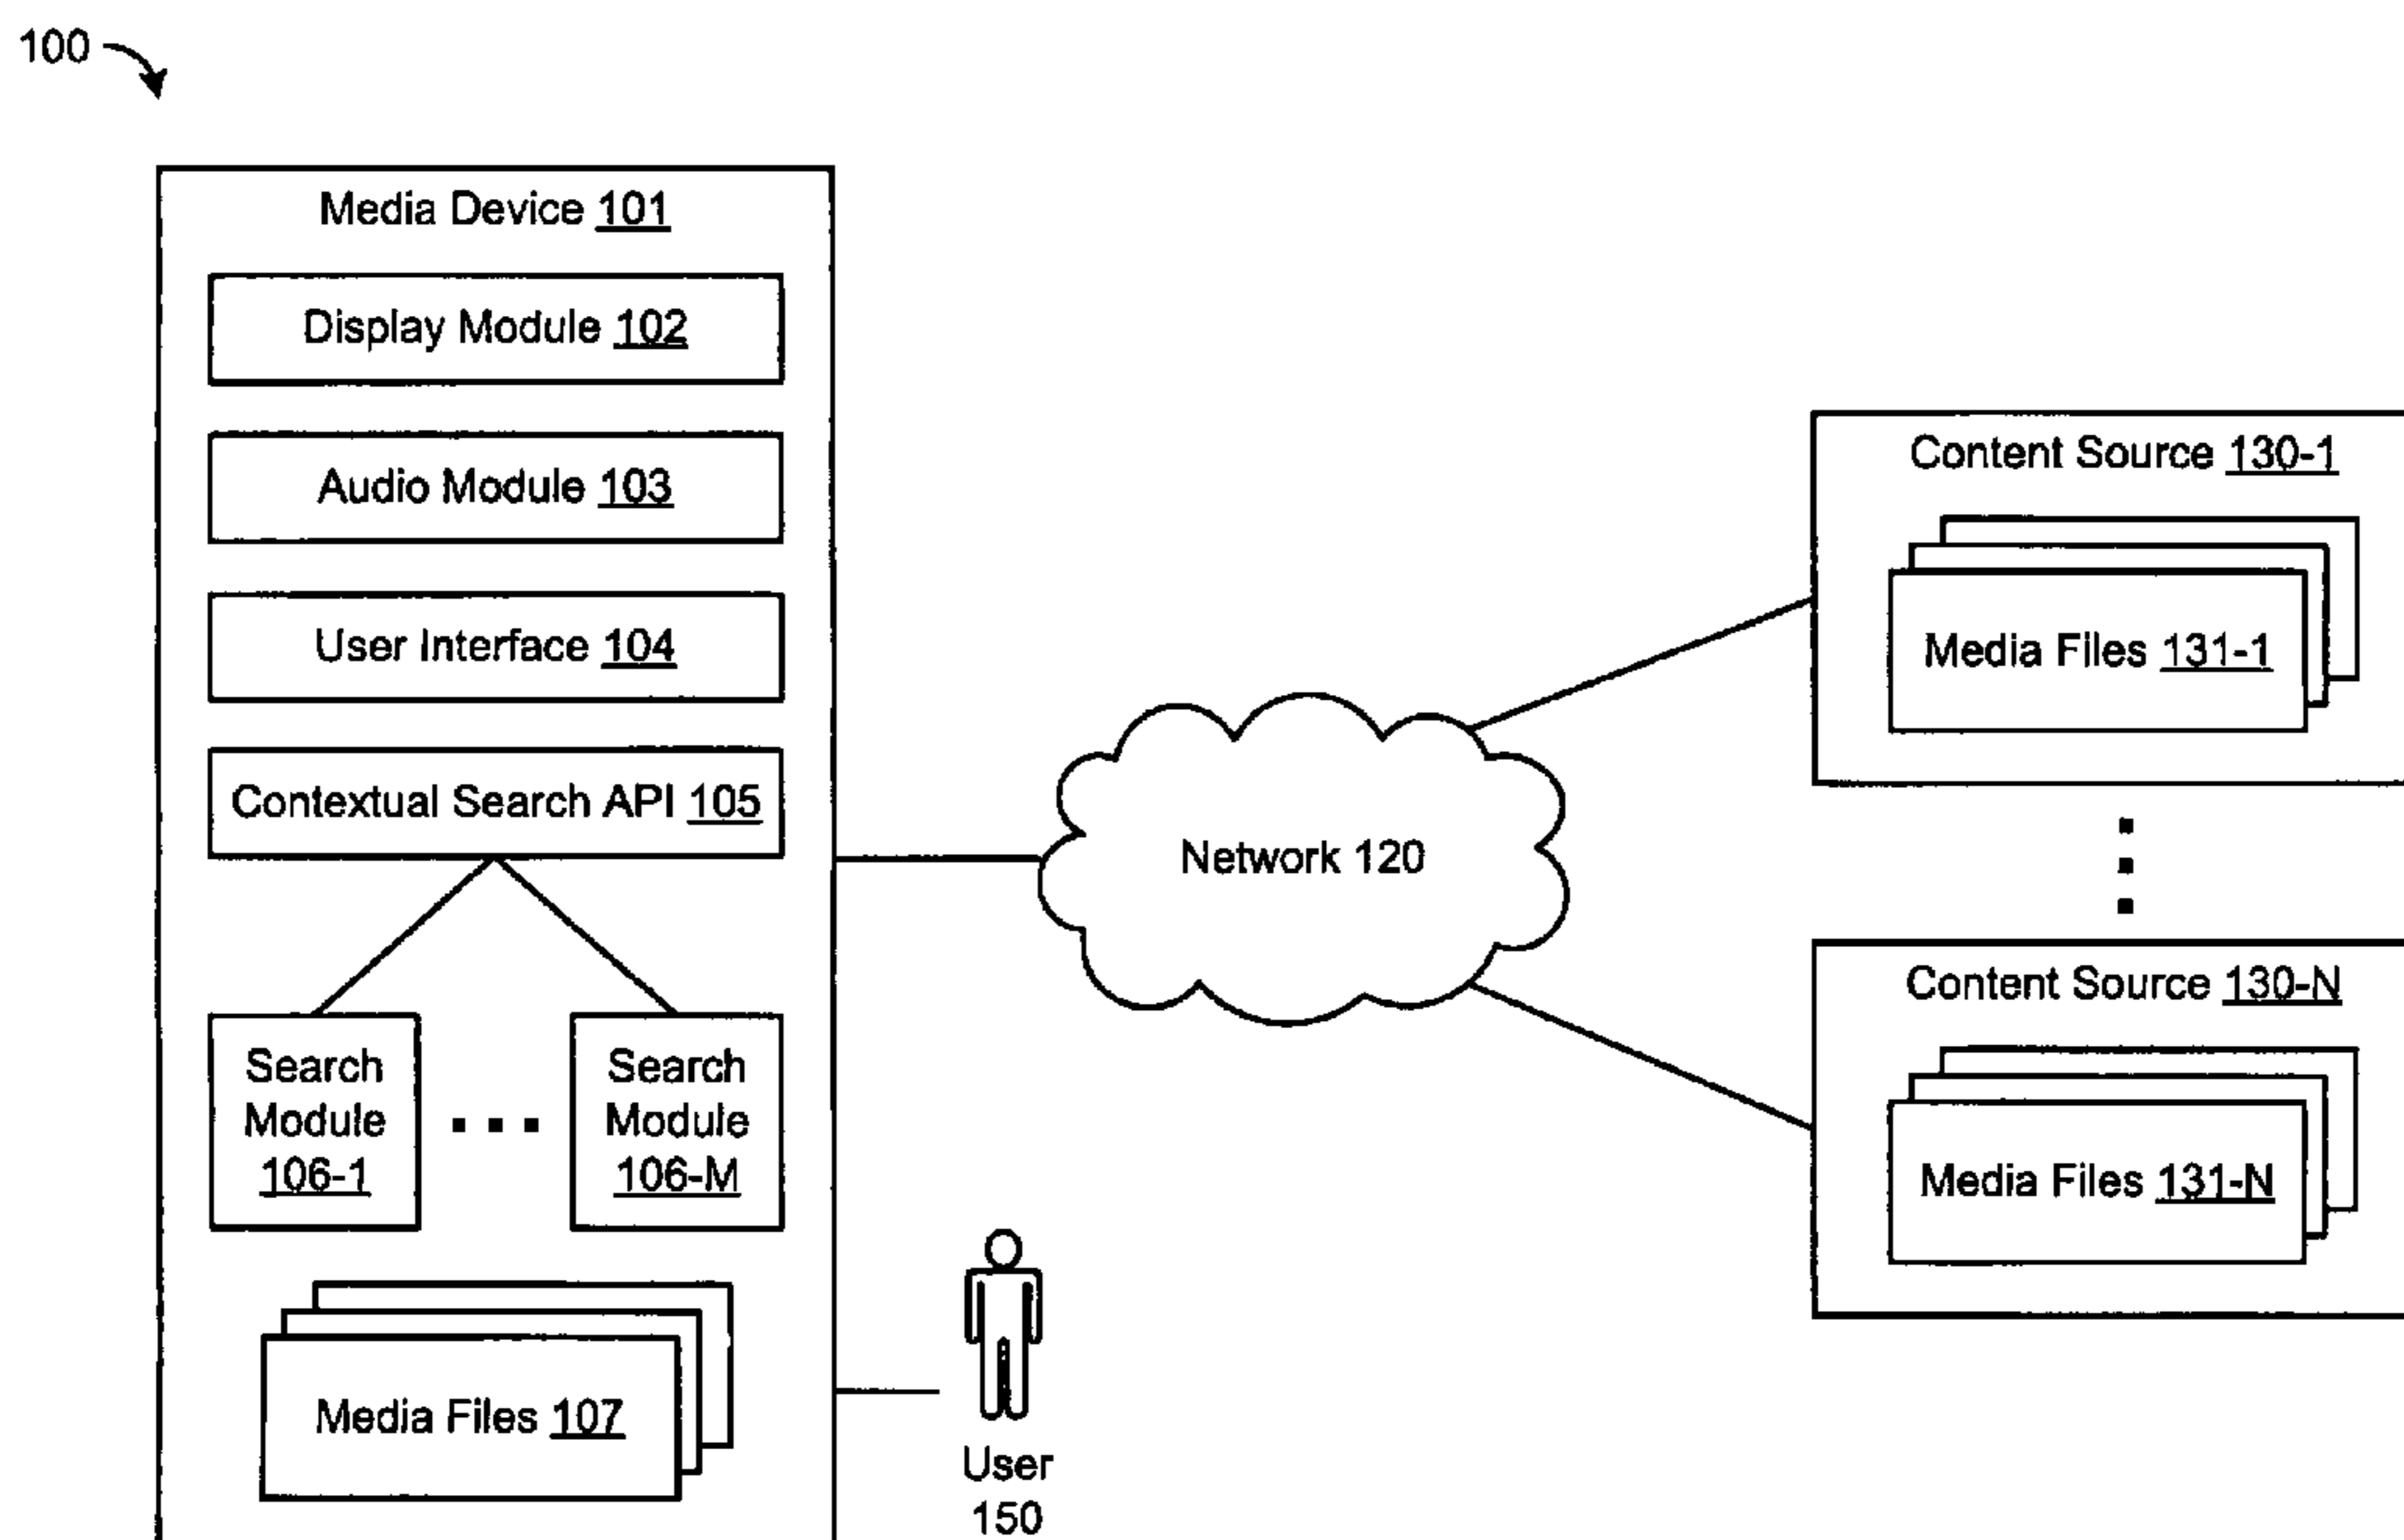 100
Media Device 101
Display Module 102
Audio Module 103
User Interface 104
Contextual Search API 105
Search
Module
106-1
Search
Module
106-M
Media Files 107
User
150
Network 120
Content Source 130-1
Media Files 131-1
Content Source 130-N
Media Files 131-N